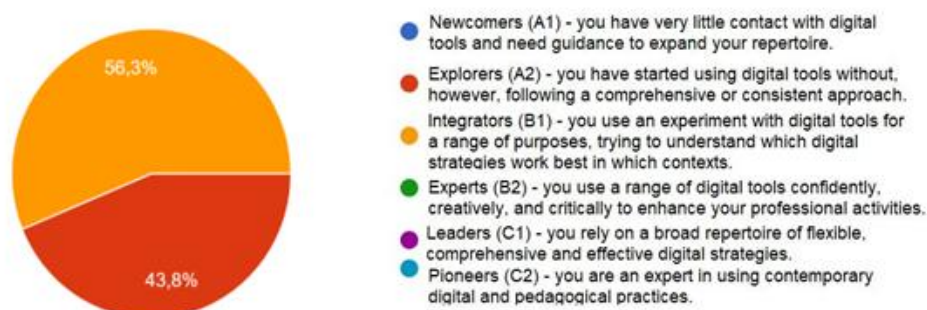 56,3%
43,8%
Newcomers (A1) - you have very little contact with digital
tools and need guidance to expand your repertoire.
Explorers (A2) - you have started using digital tools without,
however, following a comprehensive or consistent approach.
Integrators (B1) - you use an experiment with digital tools for
a range of purposes, trying to understand which digital
strategies work best in which contexts.
Experts (B2) - you use a range of digital tools confidently,
creatively, and critically to enhance your professional activities.
Leaders (C1) - you rely on a broad repertoire of flexible,
comprehensive and effective digital strategies.
Pioneers (C2) - you are an expert in using contemporary
digital and pedagogical practices.